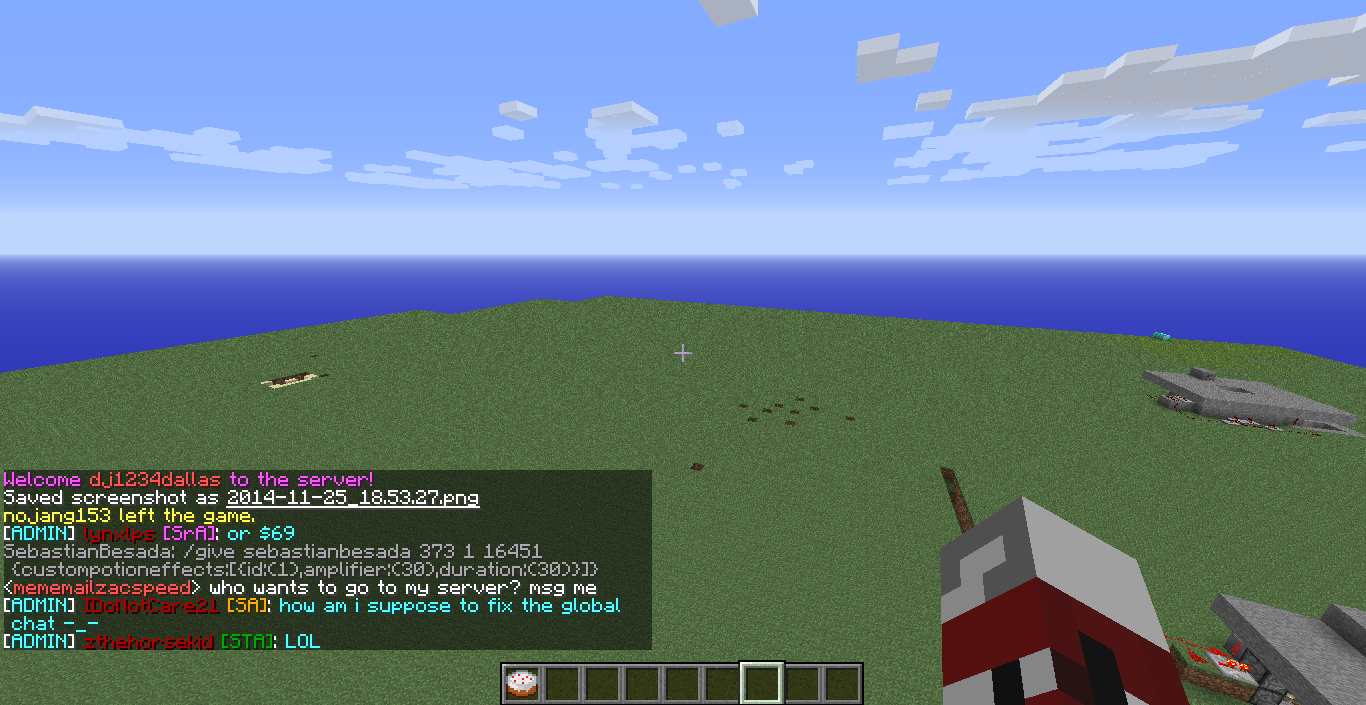 Welcome dj1234dallas to the server!
Saved screenshot as 2014-11-25_18.53.27.png
nojang153 left the game.
[ADMIN] lynxlps [SrA]: or $69
SebastianBesada: /give sebastianbesada 373 1 16451
{custompotioneffects:[{id:(1),amplifier:(30),duration:(30)}]}
<mememailzacspeed> who wants to go to my server? msg me
[ADMIN] IDoNotCare21 [SA]: how am i suppose to fix the global
chat -_-
[ADMIN] zthehorsekid [STA]: LOL